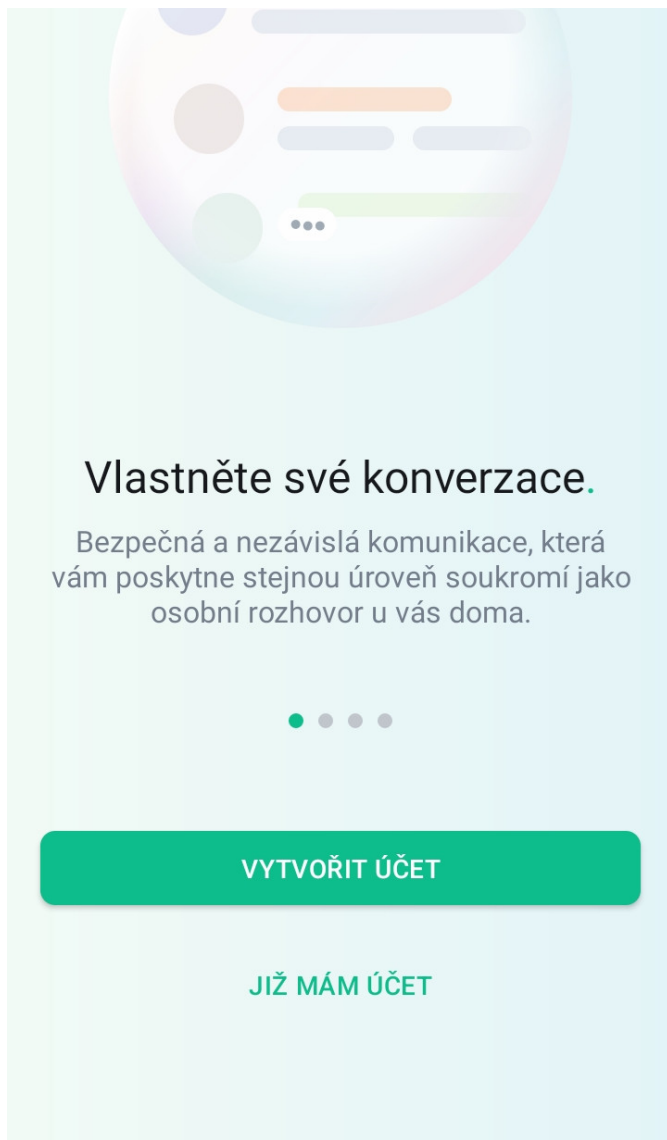 Vlastněte své konverzace.
Bezpečná a nezávislá komunikace, která
vám poskytne stejnou úroveň soukromí jako
osobní rozhovor u vás doma.
VYTVOŘIT ÚČET
JIŽ MÁM ÚČET